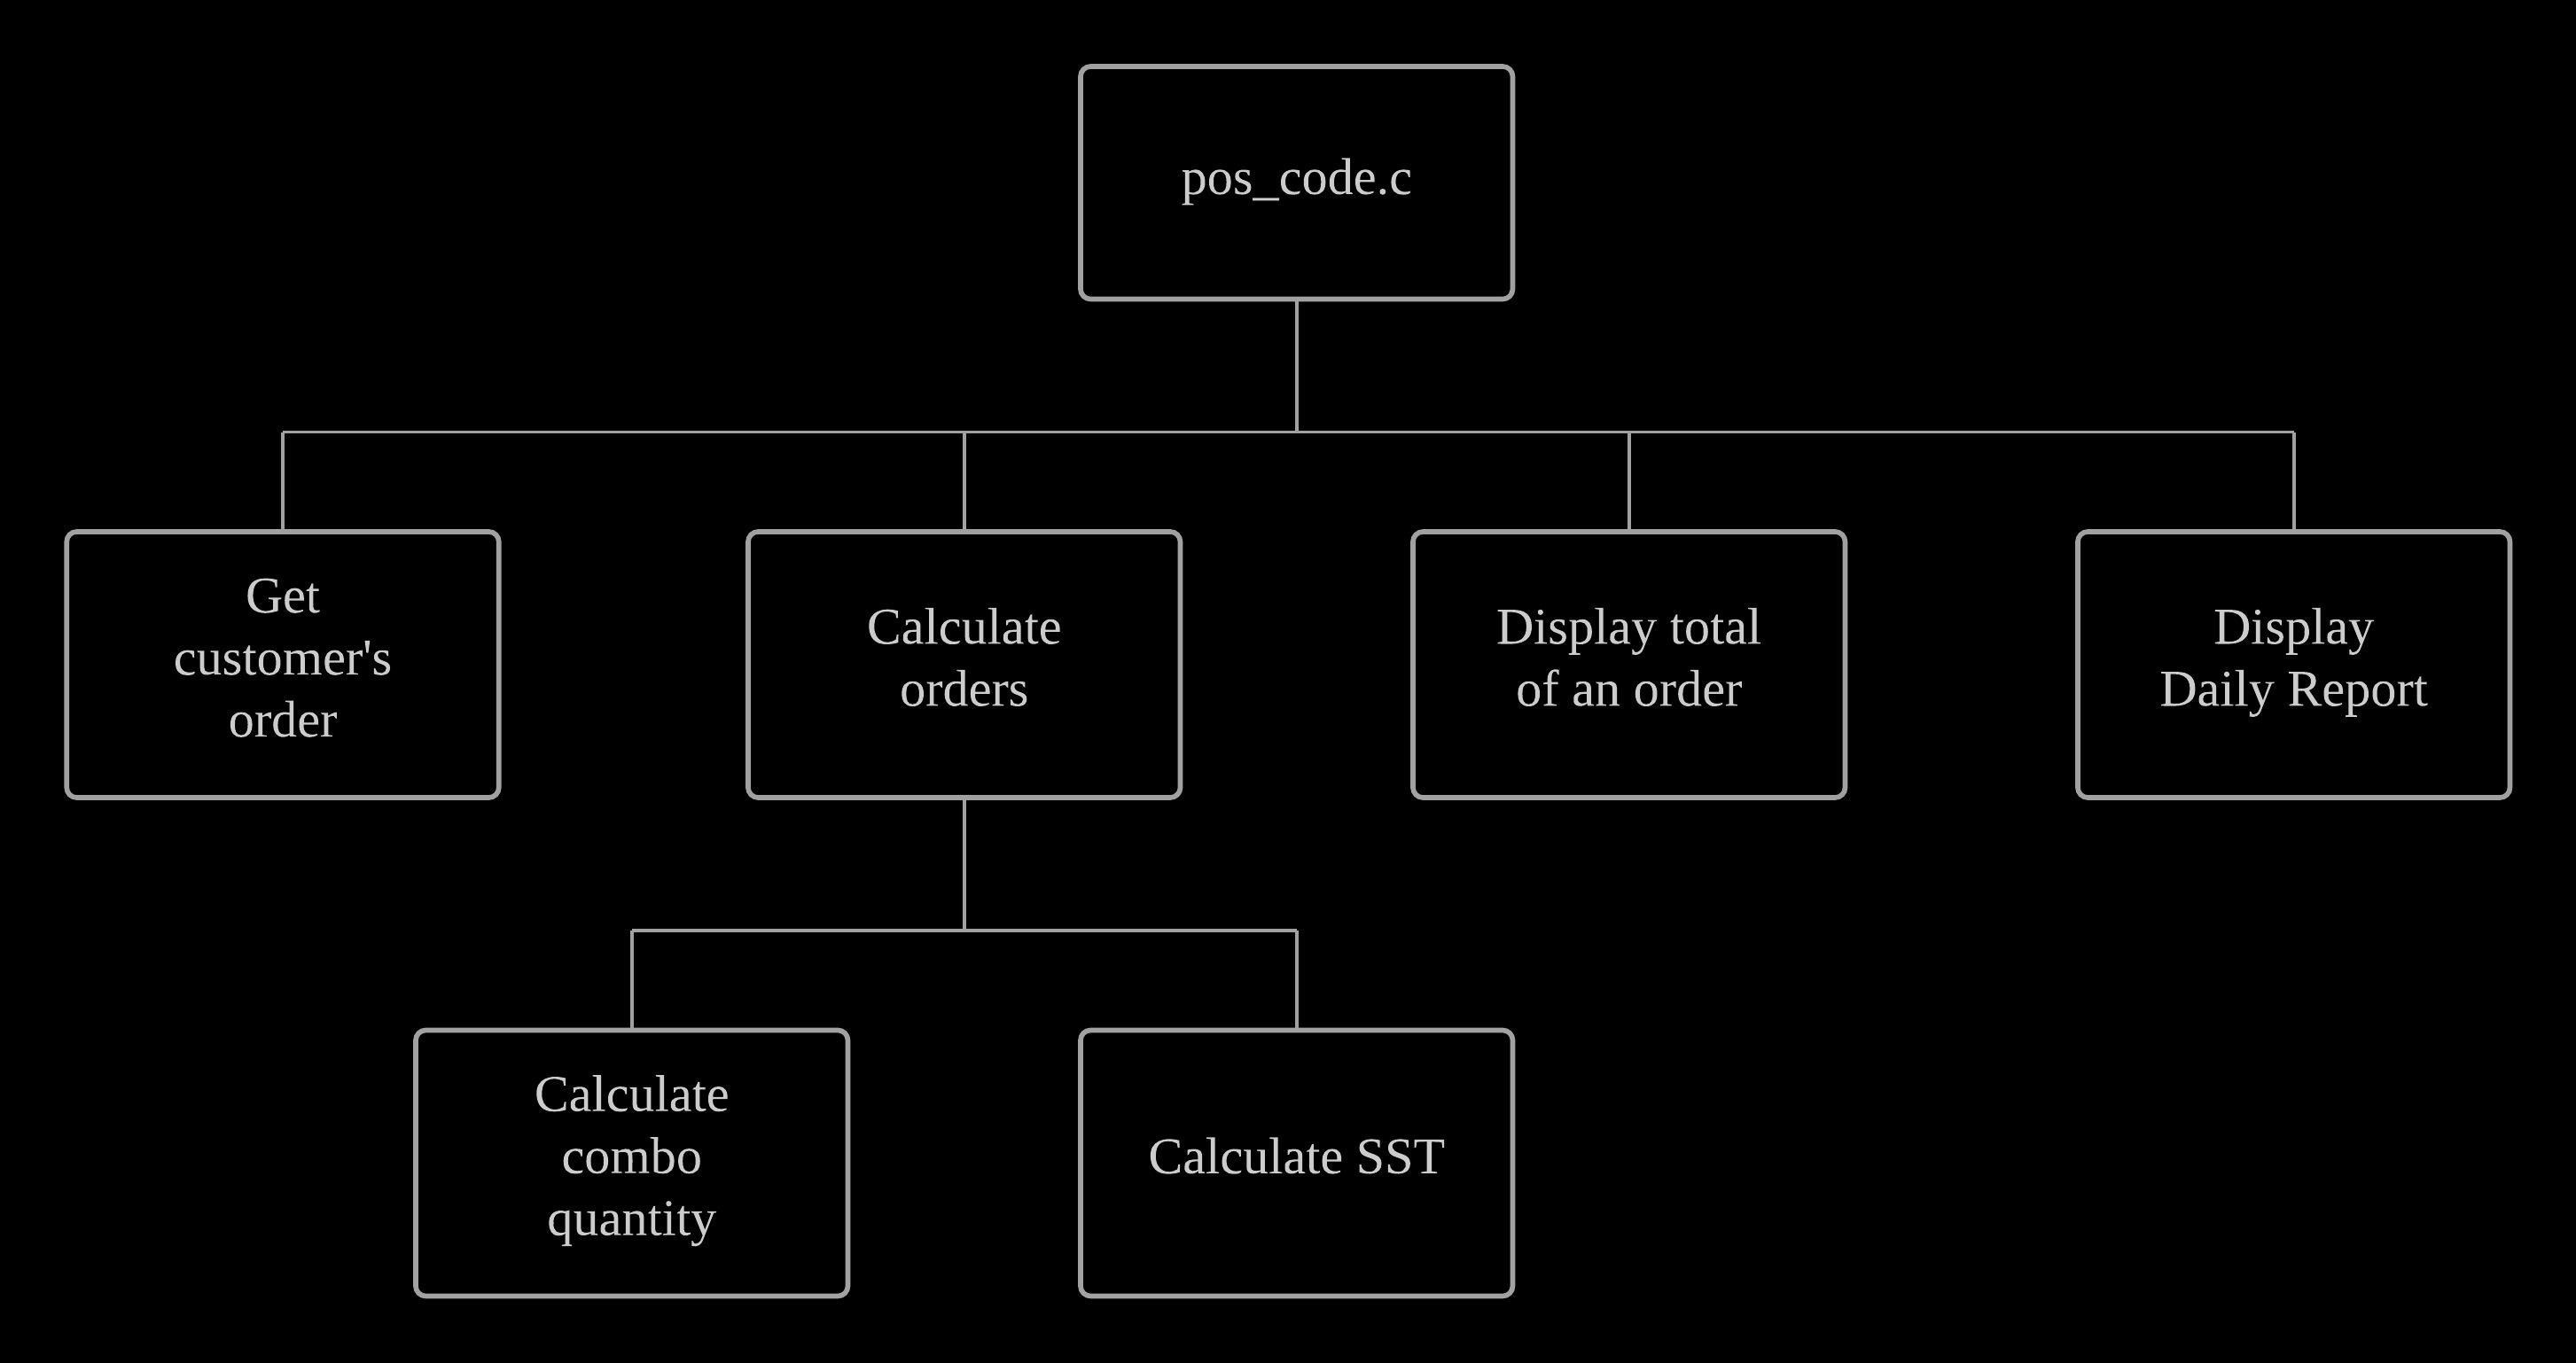 pos_code.c
Get
customer's
order
Calculate
orders
Display total
of an order
Display
Daily Report
Calculate
combo
quantity
Calculate SST